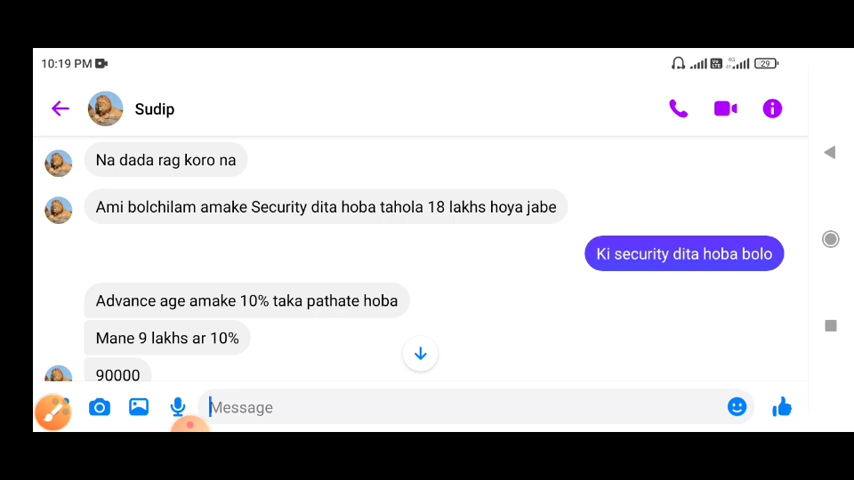 10:19 PM
29
Sudip
Na dada rag koro na
Ami bolchilam amake Security dita hoba tahola 18 lakhs hoya jabe
Ki security dita hoba bolo
Advance age amake 10% taka pathate hoba
Mane 9 lakhs ar 10%
90000
Message